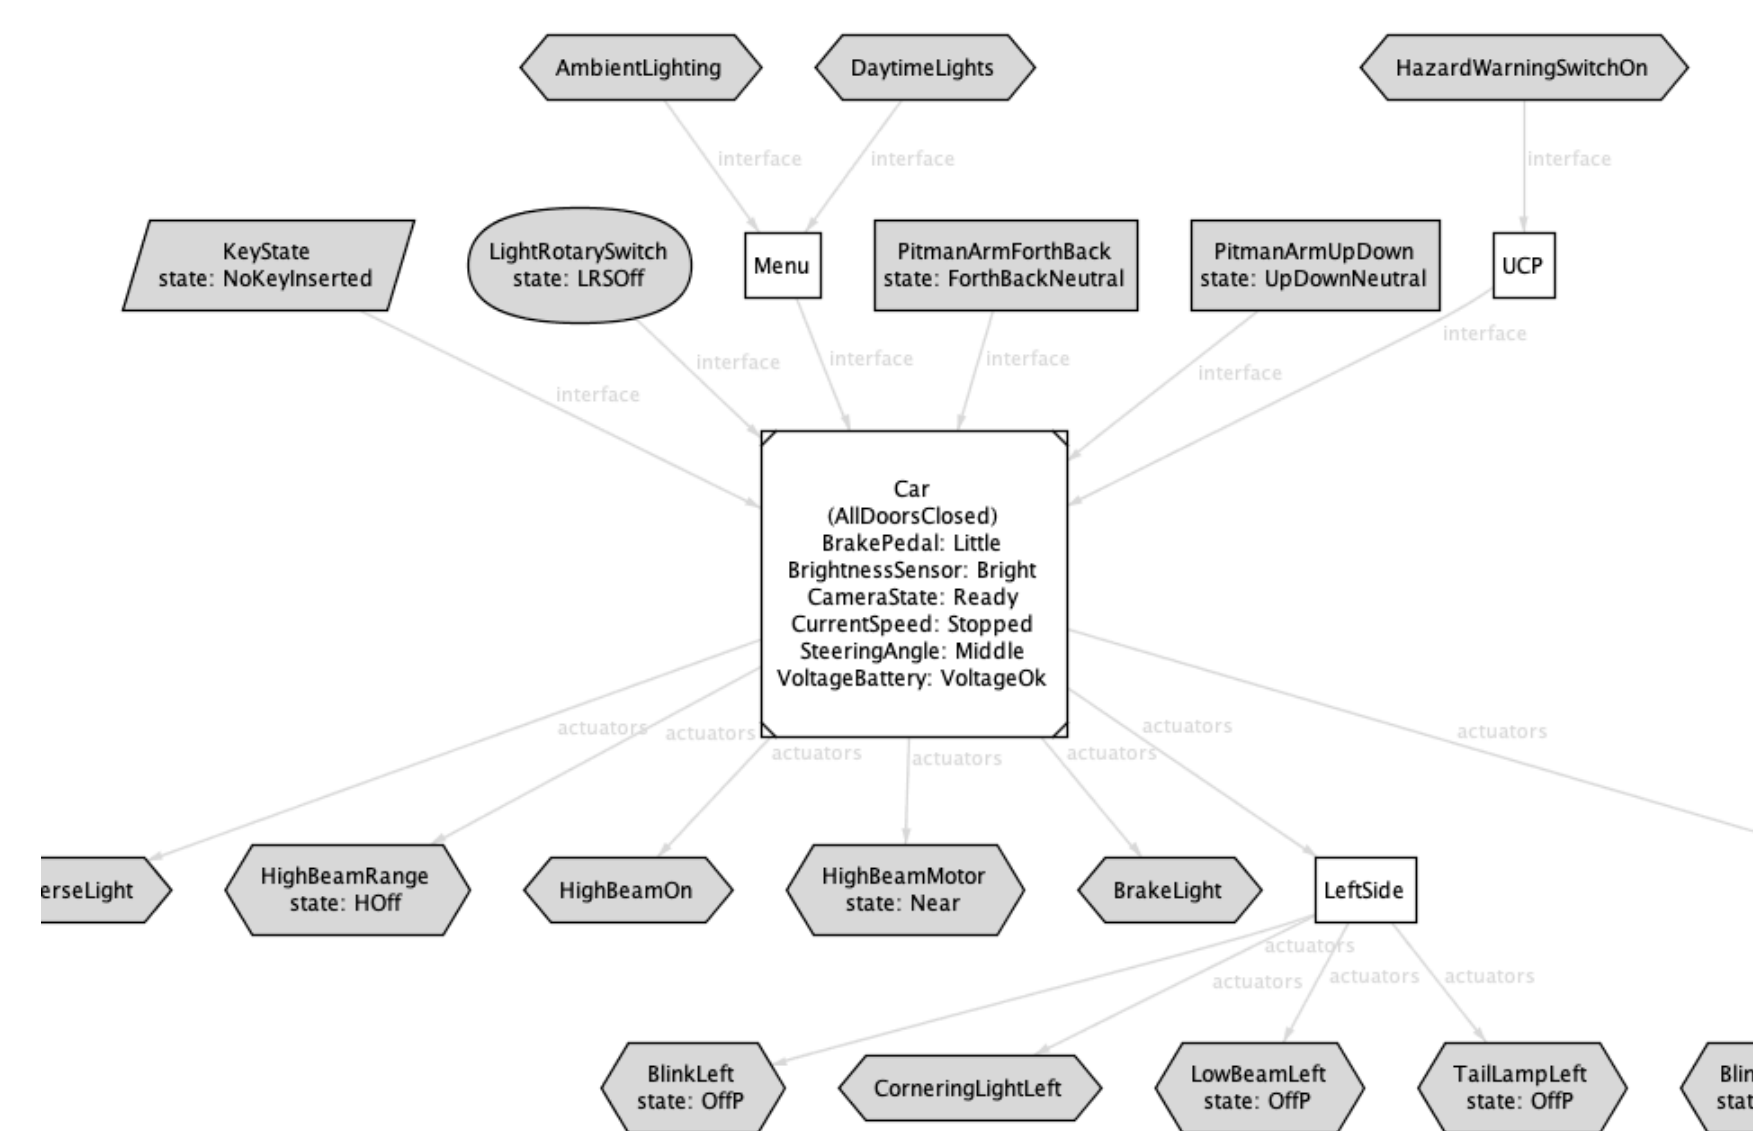 AmbientLighting
DaytimeLights
HazardWarningSwitchOn
interface
interface
interface
KeyState
state: NoKeyInserted
LightRotarySwitch
state: LRSOff
Menu
PitmanArmForthBack
state: ForthBackNeutral
PitmanArmUpDown
state: UpDownNeutral
UCP
interface
interface
interface
interface
interface
interface
Car
(AllDoorsClosed)
BrakePedal: Little
BrightnessSensor: Bright
CameraState: Ready
CurrentSpeed: Stopped
SteeringAngle: Middle
VoltageBattery: VoltageOk
actuators
actuators
actuators
actuators
actuators
actuators
actuators
erseLight
HighBeamRange
state: HOff
HighBeamOn
HighBeamMotor
state: Near
BrakeLight
LeftSide
actuators
actuators
actuators
actuators
BlinkLeft
state: OffP
CorneringLightLeft
LowBeamLeft
state: OffP
TailLampLeft
state: OffP
Blin
stat